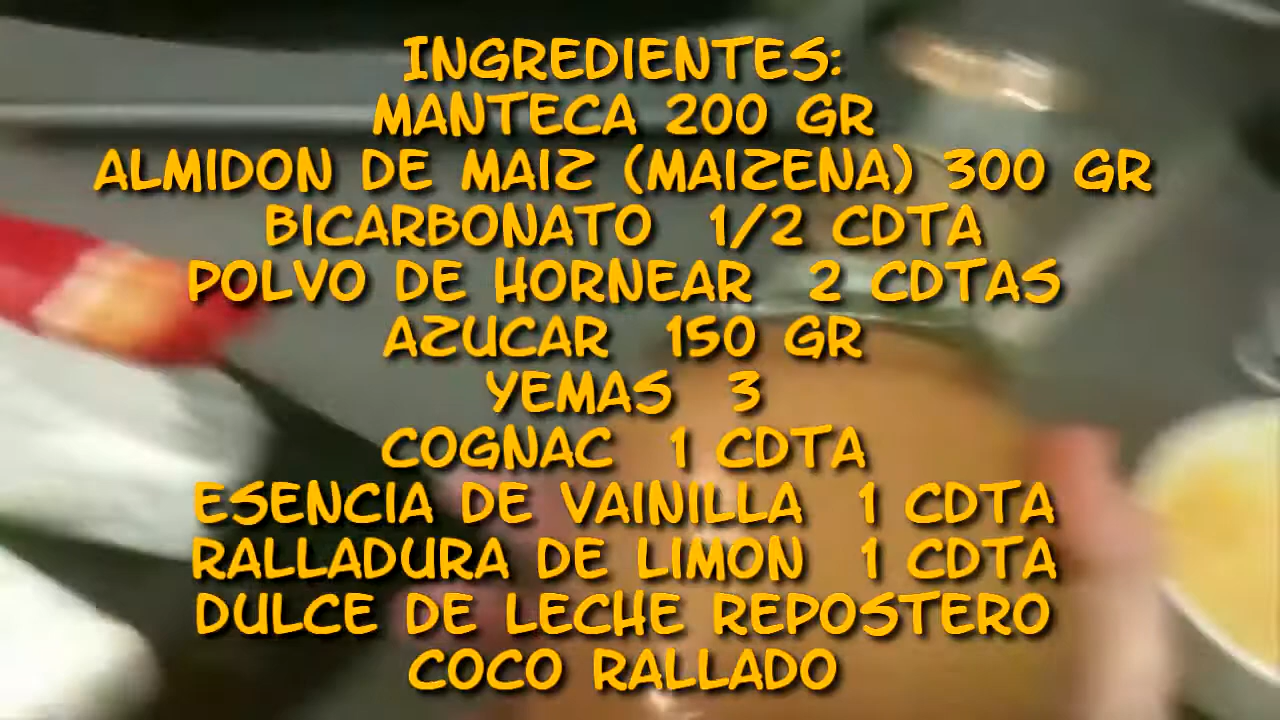 INGREDIENTES:
MANTECA 200 GR
ALMIDON DE MAIZ (MAIZENA) 300 GR
BICARBONATO 1/2 CDTA
POLVO DE HORNEAR 2 CDTAS
AZUCAR 150 GR
YEMAS 3
COGNAC 1 CDTA
ESENCIA DE VAINILLA 1 CDTA
RALLADURA DE LIMON 1 CDTA
DULCE DE LECHE REPOSTERO
COCO RALLADO